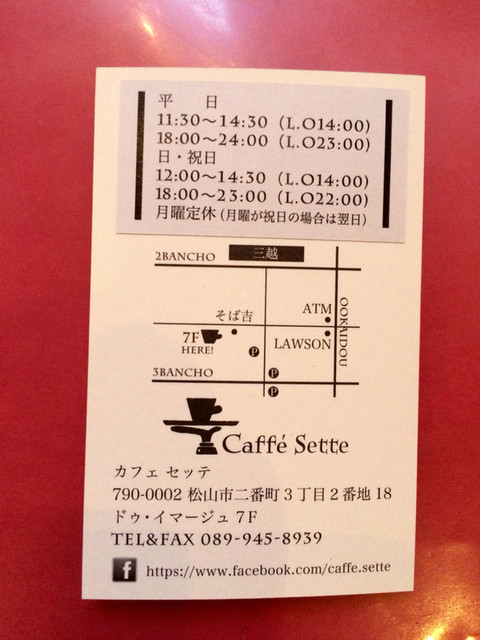 平　日
11:30～14:30 (L.O14:00)
18:00～24:00 (L.O23:00)
日・祝日
12:00～14:30 (L.O14:00)
18:00～23:00 (L.O22:00)
月曜定休(月曜が祝日の場合は翌日)
2BANCHO
三越
OOKAIDOU
ATM
そば吉
7F
HERE!
LAWSON
P
3BANCHO
P
P
Caffé Sette
カフェ セッテ
790-0002 松山市二番町3丁目2番地18
ドゥ・イマージュ 7F
TEL&FAX 089-945-8939
f https://www.facebook.com/caffe.sette